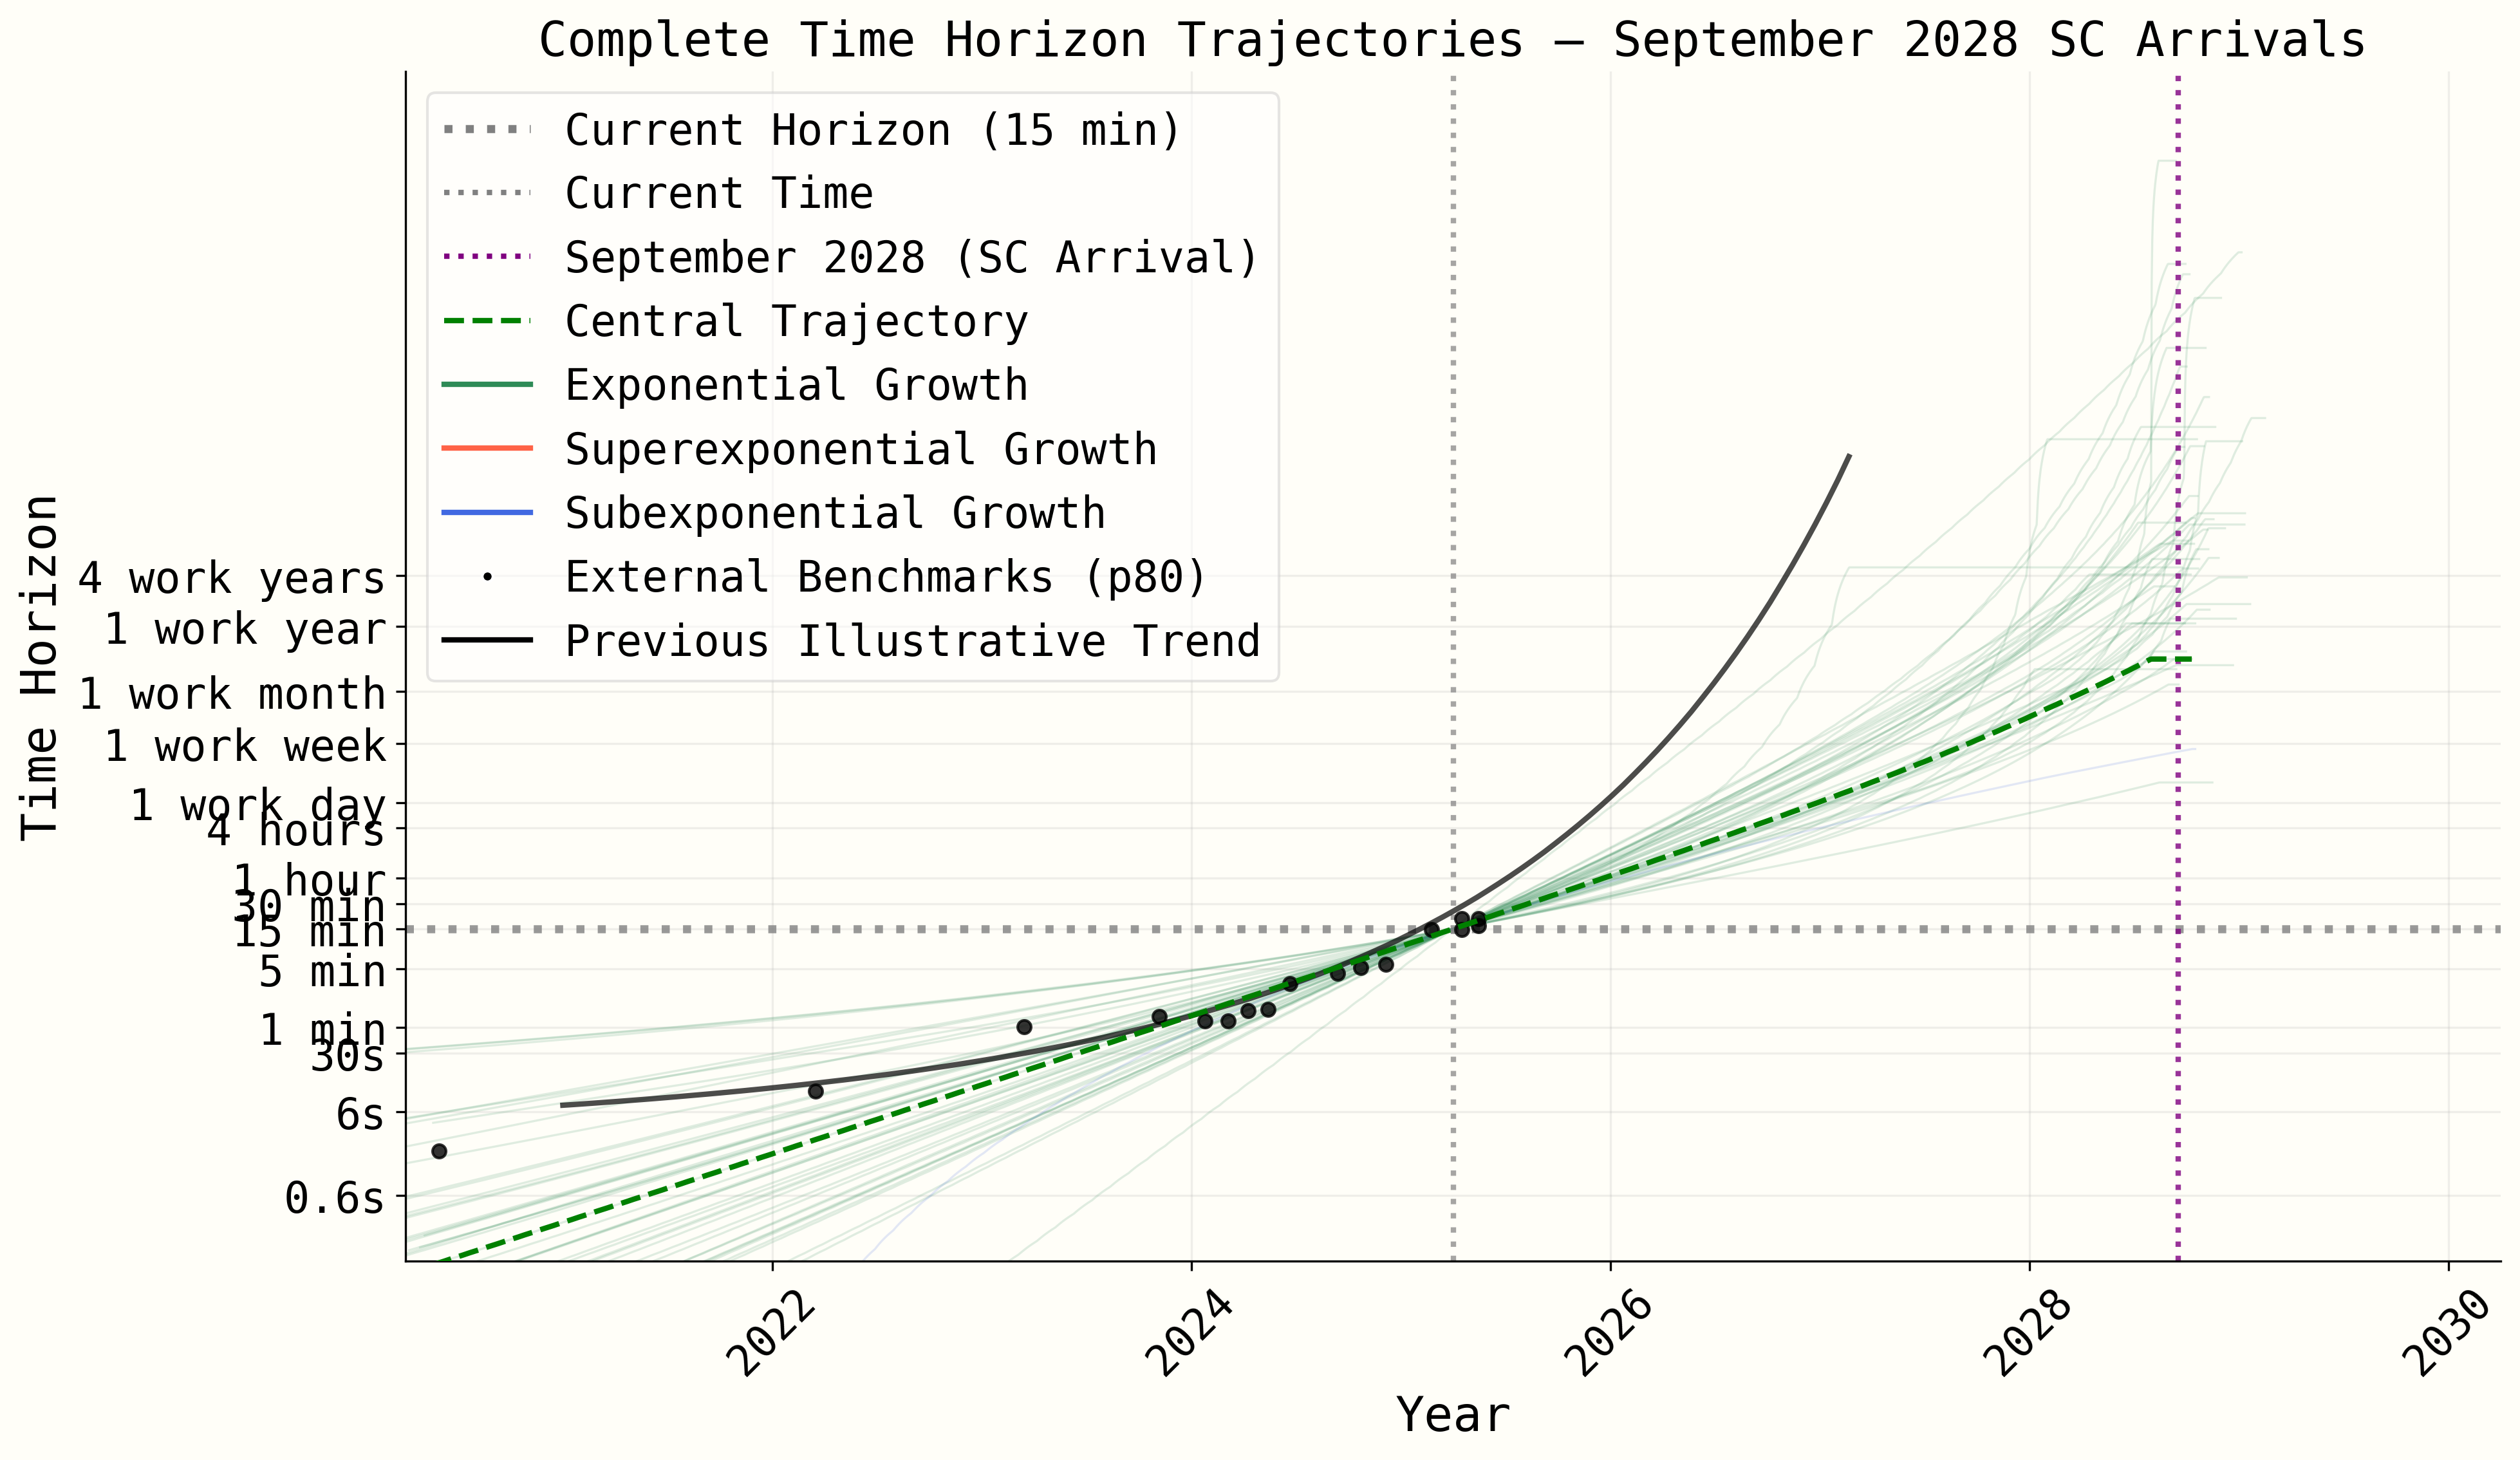 Complete Time Horizon Trajectories — September 2028 SC Arrivals
Current Horizon (15 min)
Current Time
September 2028 (SC Arrival)
Central Trajectory
Exponential Growth
Superexponential Growth
Subexponential Growth
External Benchmarks (p80)
Previous Illustrative Trend
Time Horizon
4 work years
1 work year
1 work month
1 work week
1 work day
4 hours
1 hour
30 min
15 min
5 min
1 min
30s
6s
0.6s
2022
2024
2026
2028
2030
Year